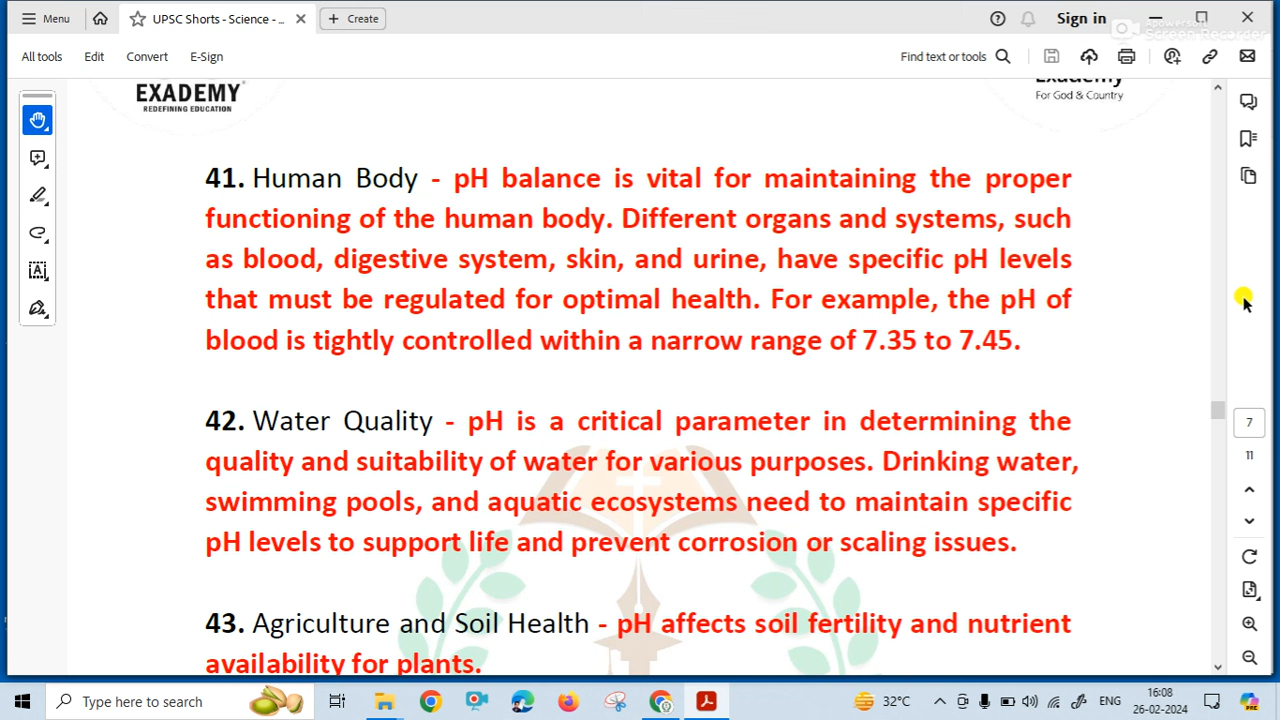 Menu
UPSC Shorts - Science - ...
Create
Sign in
Apowersoft
Screen Recorder
All tools
Edit
Convert
E-Sign
Find text or tools
EXADEMY
REDEFINING EDUCATION
Exademy
For God & Country
41. Human Body - pH balance is vital for maintaining the proper
functioning of the human body. Different organs and systems, such
as blood, digestive system, skin, and urine, have specific pH levels
that must be regulated for optimal health. For example, the pH of
blood is tightly controlled within a narrow range of 7.35 to 7.45.
42. Water Quality - pH is a critical parameter in determining the
quality and suitability of water for various purposes. Drinking water,
swimming pools, and aquatic ecosystems need to maintain specific
pH levels to support life and prevent corrosion or scaling issues.
43. Agriculture and Soil Health - pH affects soil fertility and nutrient
availability for plants.
7
11
Type here to search
32°C
ENG
16:08
26-02-2024
PRE